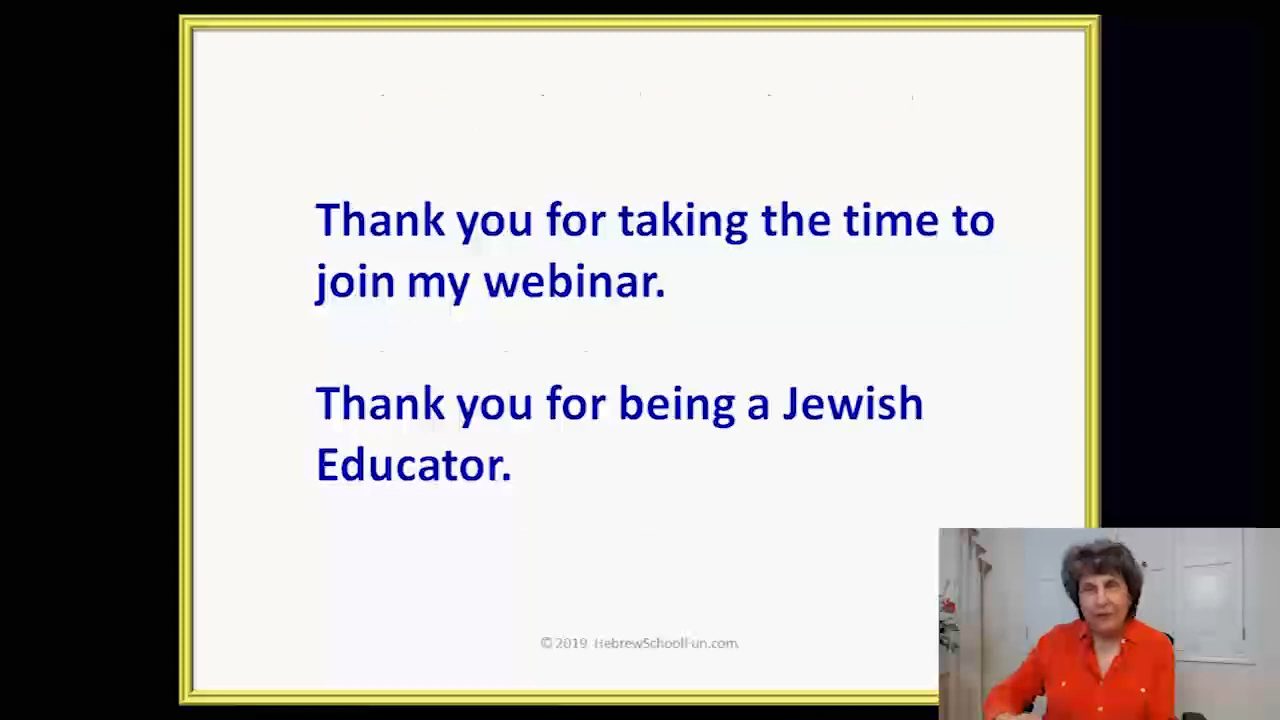 Thank you for taking the time to
join my webinar.
Thank you for being a Jewish
Educator.
©2019 HebrewSchoolFun.com